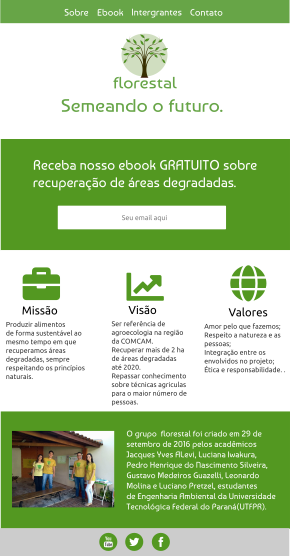 Sobre Ebook Intergrantes Contato
florestal
Semeando o futuro.
Receba nosso ebook GRATUITO sobre
recuperação de áreas degradadas.
Seu email aqui
Missão
Produzir alimentos
de forma sustentável ao
mesmo tempo em que
recuperamos áreas
degradadas, sempre
respeitando os princípios
naturais.
Visão
Ser referência de
agroecologia na região
da COMCAM.
Recuperar mais de 2 ha
de áreas degradadas
até 2020.
Repassar conhecimento
sobre técnicas agriculas
para o maior número de
pessoas.
Valores
Amor pelo que fazemos;
Respeito a natureza e as
pessoas;
Integração entre os
envolvidos no projeto;
Ética e responsabilidade. .
O grupo florestal foi criado em 29 de
setembro de 2016 pelos acadêmicos
Jacques Yves ALevi, Luciana Iwakura,
Pedro Henrique do Nascimento Silveira,
Gustavo Medeiros Guazelli, Leonardo
Molina e Luciano Pretzel, estudantes
de Engenharia Ambiental da Universidade
Tecnológica Federal do Paraná(UTFPR).
You
Tube